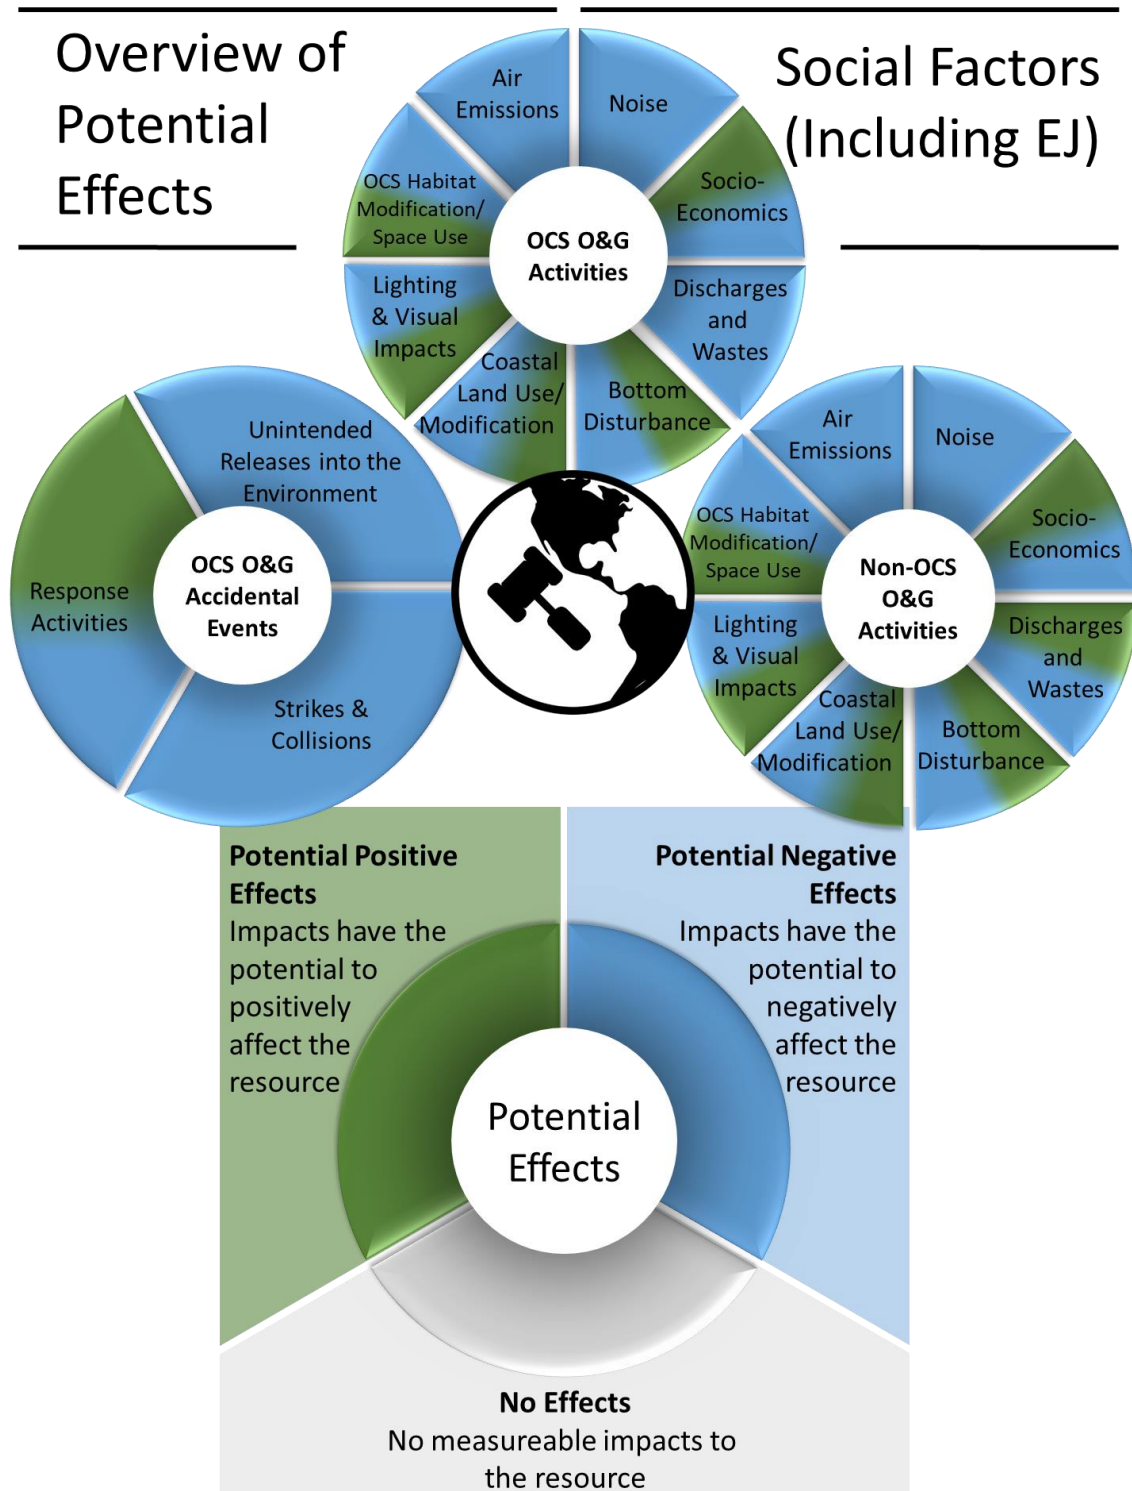 Overview of
Potential
Effects
Social Factors
(Including EJ)
Air
Emissions
Noise
OCS Habitat
Modification/
Space Use
Socio-
Economics
OCS O&G
Activities
Lighting
& Visual
Impacts
Discharges
and
Wastes
Coastal
Land Use/
Modification
Bottom
Disturbance
Unintended
Releases into the
Environment
Response
Activities
OCS O&G
Accidental
Events
Strikes &
Collisions
Air
Emissions
Noise
OCS Habitat
Modification/
Space Use
Socio-
Economics
Non-OCS
O&G
Activities
Lighting
& Visual
Impacts
Discharges
and
Wastes
Coastal
Land Use/
Modification
Bottom
Disturbance
Potential Positive
Effects
Impacts have the
potential to
positively
affect the
resource
Potential Negative
Effects
Impacts have the
potential to
negatively
affect the
resource
Potential
Effects
No Effects
No measureable impacts to
the resource